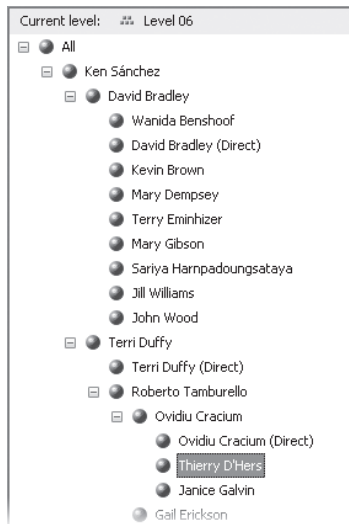 Current level: Level 06
All
Ken Sánchez
David Bradley
Wanida Benshoof
David Bradley (Direct)
Kevin Brown
Mary Dempsey
Terry Eminhizer
Mary Gibson
Sariya Harnpadoungsataya
Jill Williams
John Wood
Terri Duffy
Terri Duffy (Direct)
Roberto Tamburello
Ovidiu Cracium
Ovidiu Cracium (Direct)
Thierry D'Hers
Janice Galvin
Gail Erickson